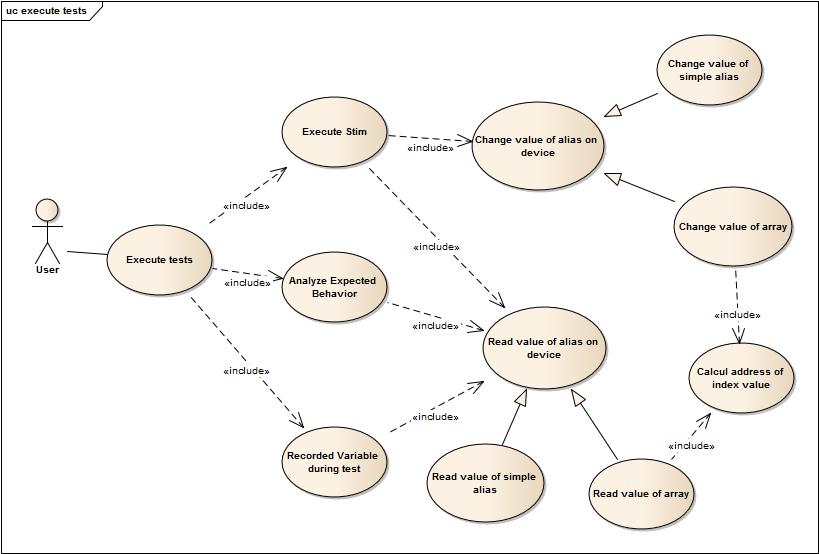 uc execute tests
Change value of
simple alias
Execute Stim
Change value of alias on
device
«include»
«include»
Change value of array
«include»
User
Execute tests
Analyze Expected
Behavior
«include»
«include»
«include»
Read value of alias on
device
«include»
Calcul address of
index value
«include»
«include»
Recorded Variable
during test
Read value of simple
alias
Read value of array